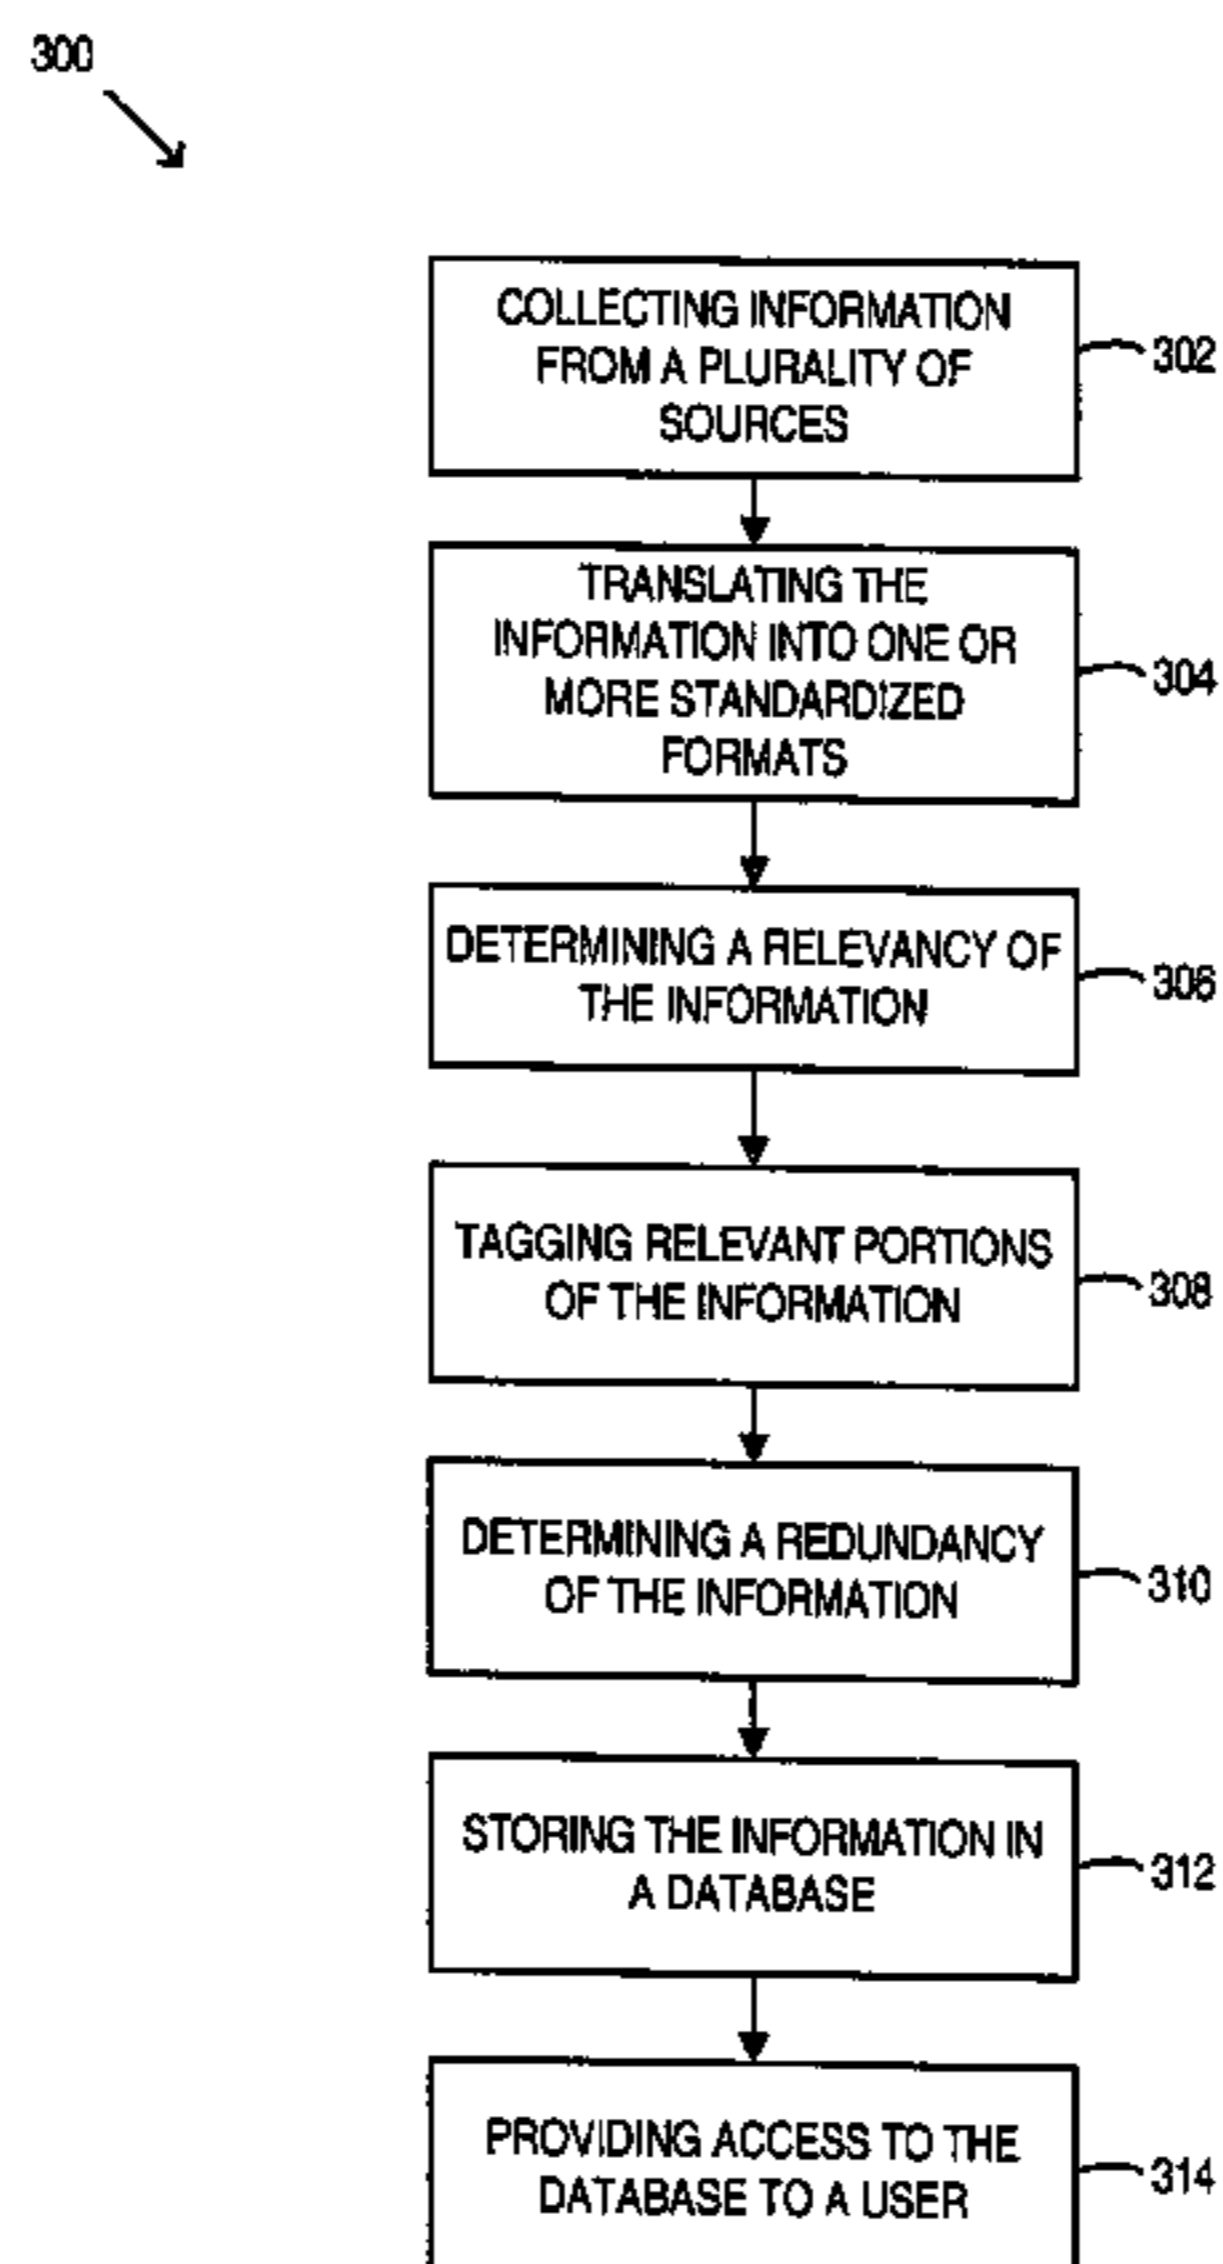 300
COLLECTING INFORMATION
FROM A PLURALITY OF
SOURCES
302
TRANSLATING THE
INFORMATION INTO ONE OR
MORE STANDARDIZED
FORMATS
304
DETERMINING A RELEVANCY OF
THE INFORMATION
306
TAGGING RELEVANT PORTIONS
OF THE INFORMATION
308
DETERMINING A REDUNDANCY
OF THE INFORMATION
310
STORING THE INFORMATION IN
A DATABASE
312
PROVIDING ACCESS TO THE
DATABASE TO A USER
314